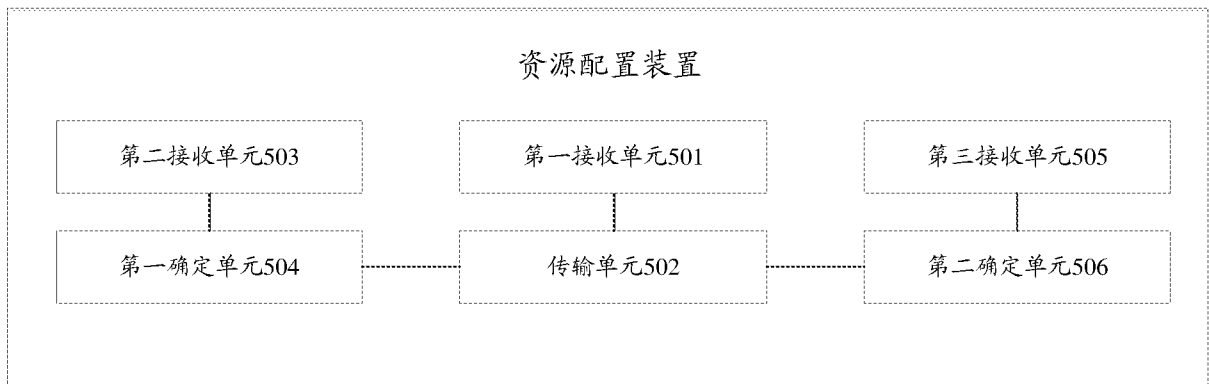 资源配置装置
第二接收单元503
第一接收单元501
第三接收单元505
第一确定单元504
传输单元502
第二确定单元506